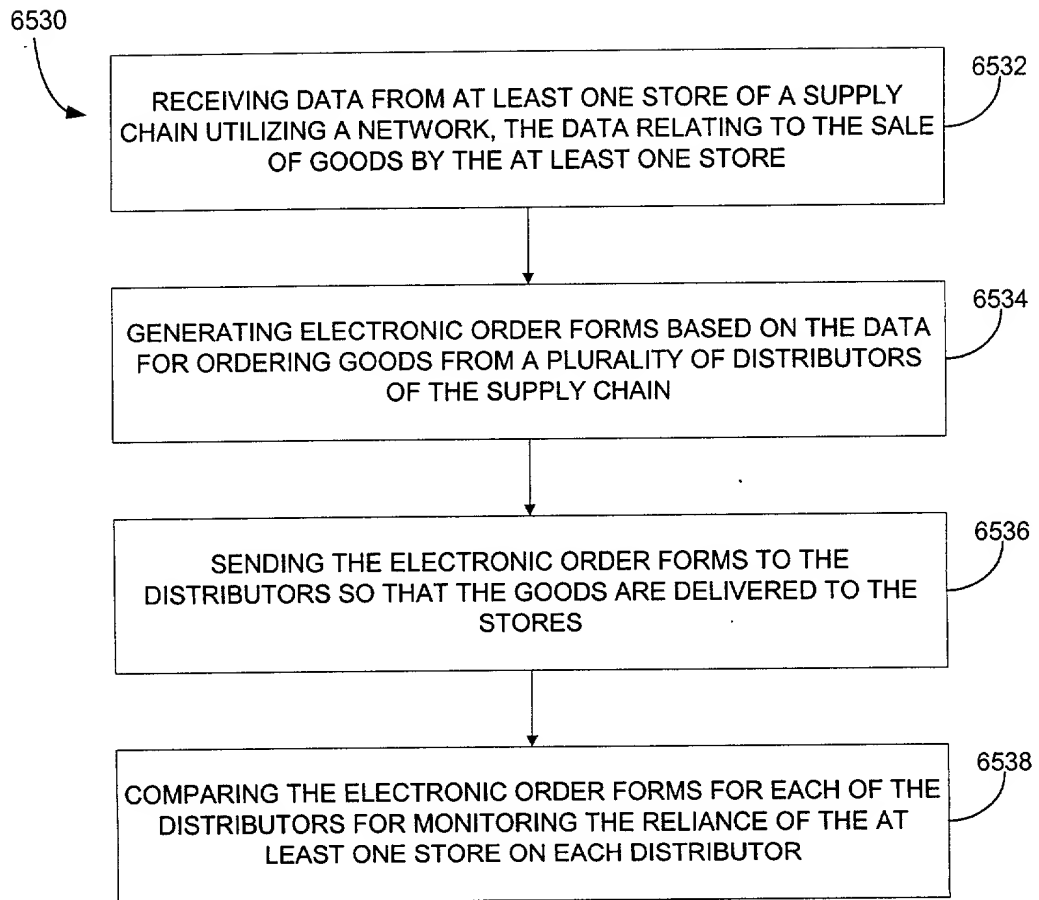 6530
6532
RECEIVING DATA FROM AT LEAST ONE STORE OF A SUPPLY
CHAIN UTILIZING A NETWORK, THE DATA RELATING TO THE SALE
OF GOODS BY THE AT LEAST ONE STORE
6534
GENERATING ELECTRONIC ORDER FORMS BASED ON THE DATA
FOR ORDERING GOODS FROM A PLURALITY OF DISTRIBUTORS
OF THE SUPPLY CHAIN
6536
SENDING THE ELECTRONIC ORDER FORMS TO THE
DISTRIBUTORS SO THAT THE GOODS ARE DELIVERED TO THE
STORES
6538
COMPARING THE ELECTRONIC ORDER FORMS FOR EACH OF THE
DISTRIBUTORS FOR MONITORING THE RELIANCE OF THE AT
LEAST ONE STORE ON EACH DISTRIBUTOR